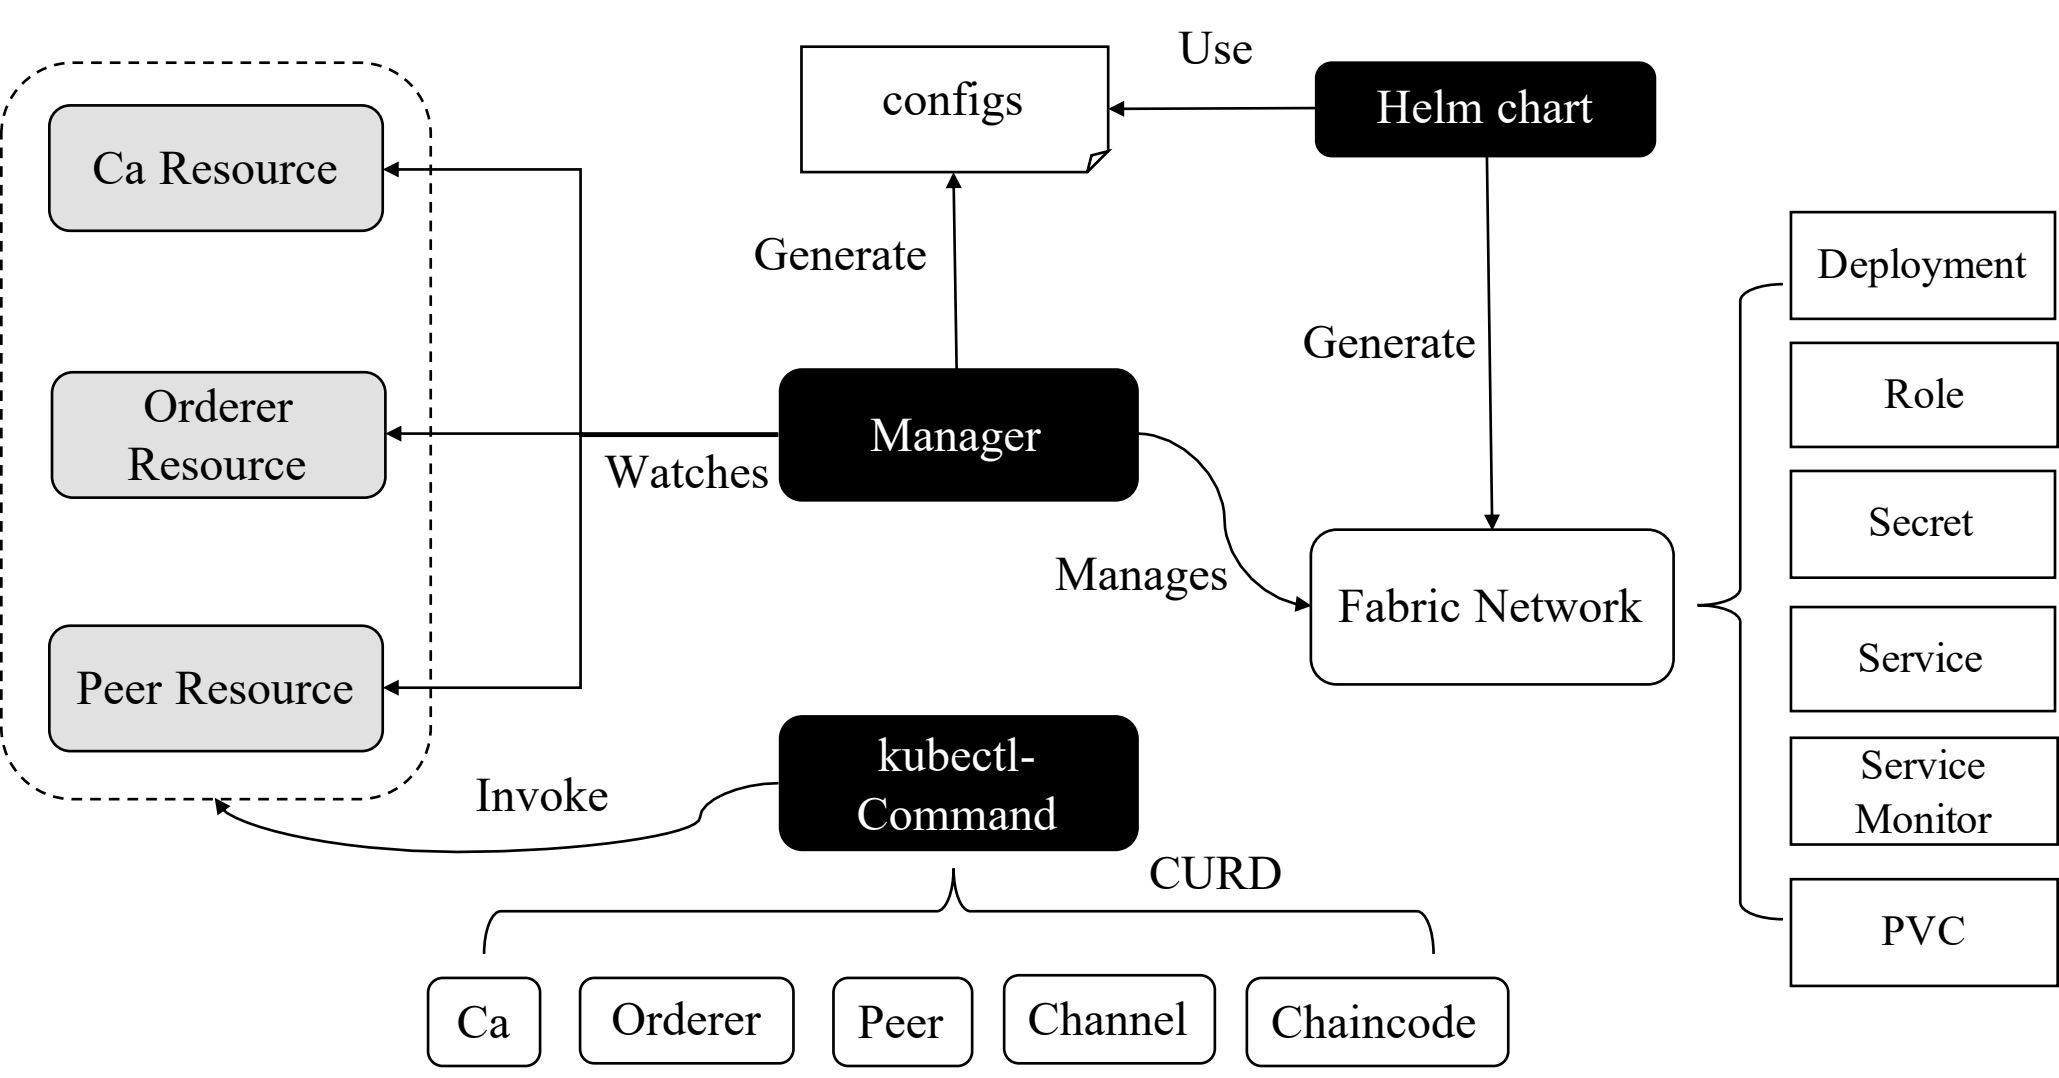 Use
configs
Helm chart
Ca Resource
Generate
Deployment
Generate
Role
Orderer
Resource
Manager
Watches
Secret
Manages
Fabric Network
Service
Peer Resource
kubectl-
Command
Invoke
Service
Monitor
CURD
PVC
Ca
Orderer
Peer
Channel
Chaincode